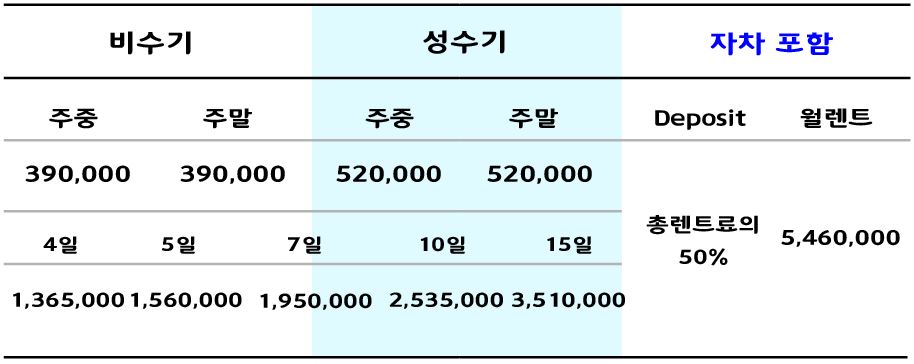 비수기 성수기 자차 포함
주중 주말 주중 주말 Deposit 월렌트
390,000 390,000 520,000 520,000
총렌트료의
50%
5,460,000
4일 5일 7일 10일 15일
1,365,000 1,560,000 1,950,000 2,535,000 3,510,000